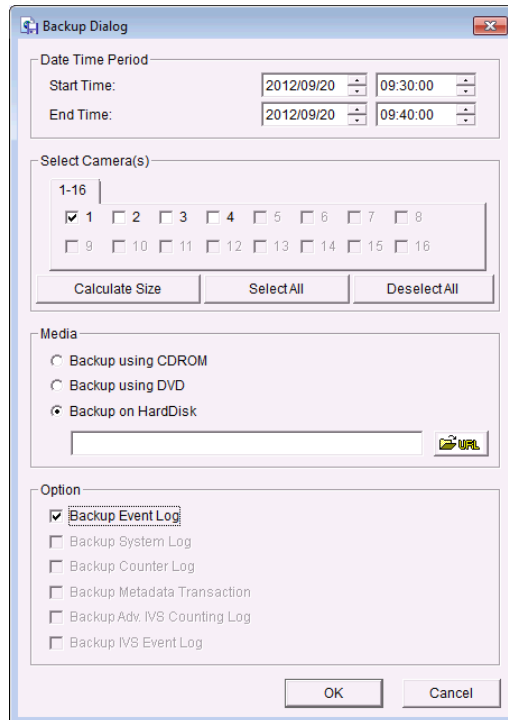 Backup Dialog
Date Time Period
Start Time: 2012/09/20 09:30:00
End Time: 2012/09/20 09:40:00
Select Camera(s)
1-16
1 2 3 4 5 6 7 8
9 10 11 12 13 14 15 16
Calculate Size Select All Deselect All
Media
Backup using CDROM
Backup using DVD
Backup on HardDisk
URL
Option
Backup Event Log
Backup System Log
Backup Counter Log
Backup Metadata Transaction
Backup Adv. IVS Counting Log
Backup IVS Event Log
OK Cancel